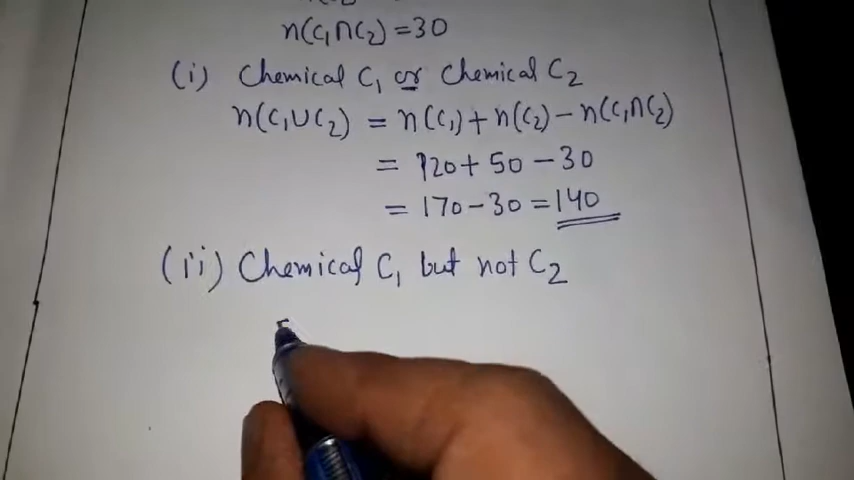 n(C₁∩C₂) = 30
(i) Chemical C₁ or Chemical C₂
n(C₁∪C₂) = n(C₁) + n(C₂) - n(C₁∩C₂)
= 120 + 50 - 30
= 170 - 30 = 140
(ii) Chemical C₁ but not C₂